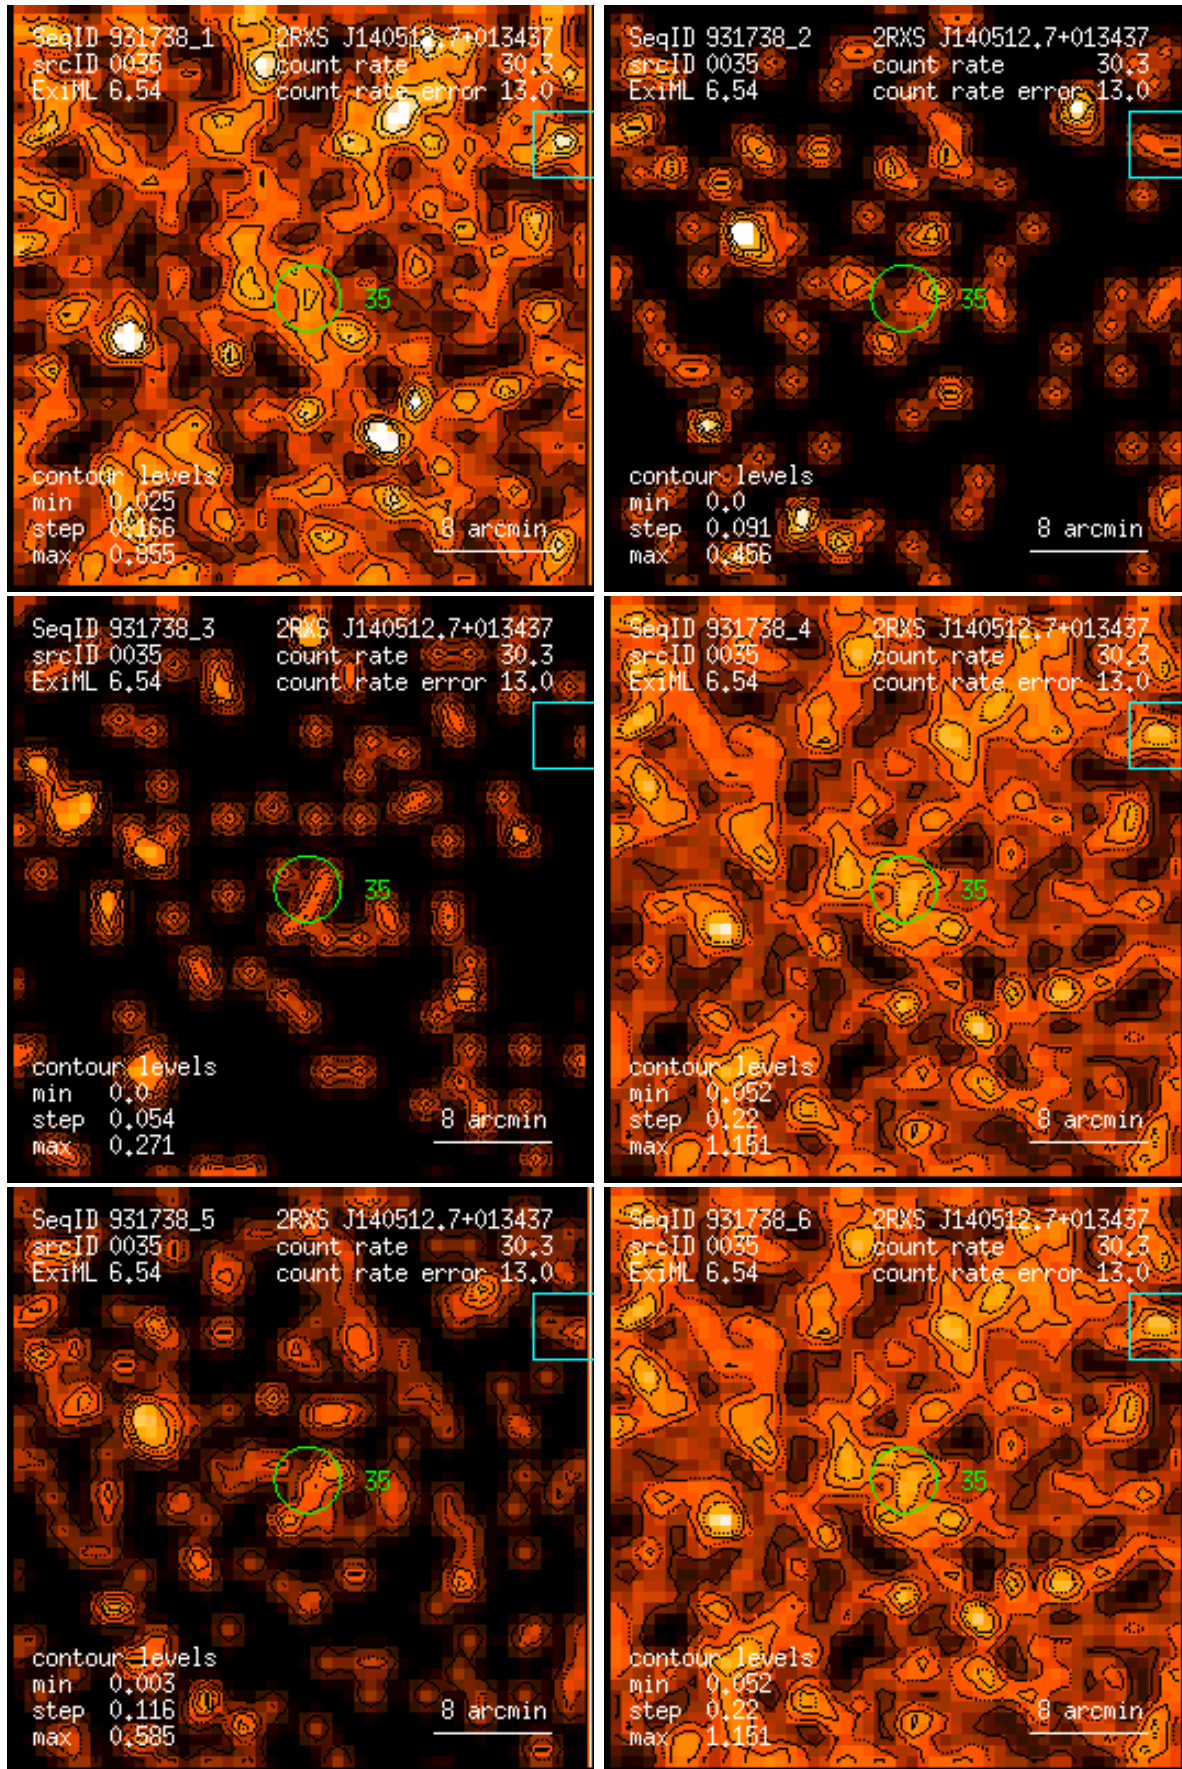 SeqID 931738_1 2RXS J140512.7+013437
srcID 0035 count rate 30.3
ExiML 6.54 count rate error 13.0
35
contour levels
min 0.025
step 0.166 8 arcmin
max 0.855
SeqID 931738_2 2RXS J140512.7+013437
srcID 0035 count rate 30.3
ExiML 6.54 count rate error 13.0
35
contour levels
min 0.0
step 0.091 8 arcmin
max 0.456
SeqID 931738_3 2RXS J140512.7+013437
srcID 0035 count rate 30.3
ExiML 6.54 count rate error 13.0
35
contour levels
min 0.0
step 0.054 8 arcmin
max 0.271
SeqID 931738_4 2RXS J140512.7+013437
srcID 0035 count rate 30.3
ExiML 6.54 count rate error 13.0
35
contour levels
min 0.052
step 0.22 8 arcmin
max 1.151
SeqID 931738_5 2RXS J140512.7+013437
srcID 0035 count rate 30.3
ExiML 6.54 count rate error 13.0
35
contour levels
min 0.003
step 0.116 8 arcmin
max 0.585
SeqID 931738_6 2RXS J140512.7+013437
srcID 0035 count rate 30.3
ExiML 6.54 count rate error 13.0
35
contour levels
min 0.052
step 0.22 8 arcmin
max 1.151